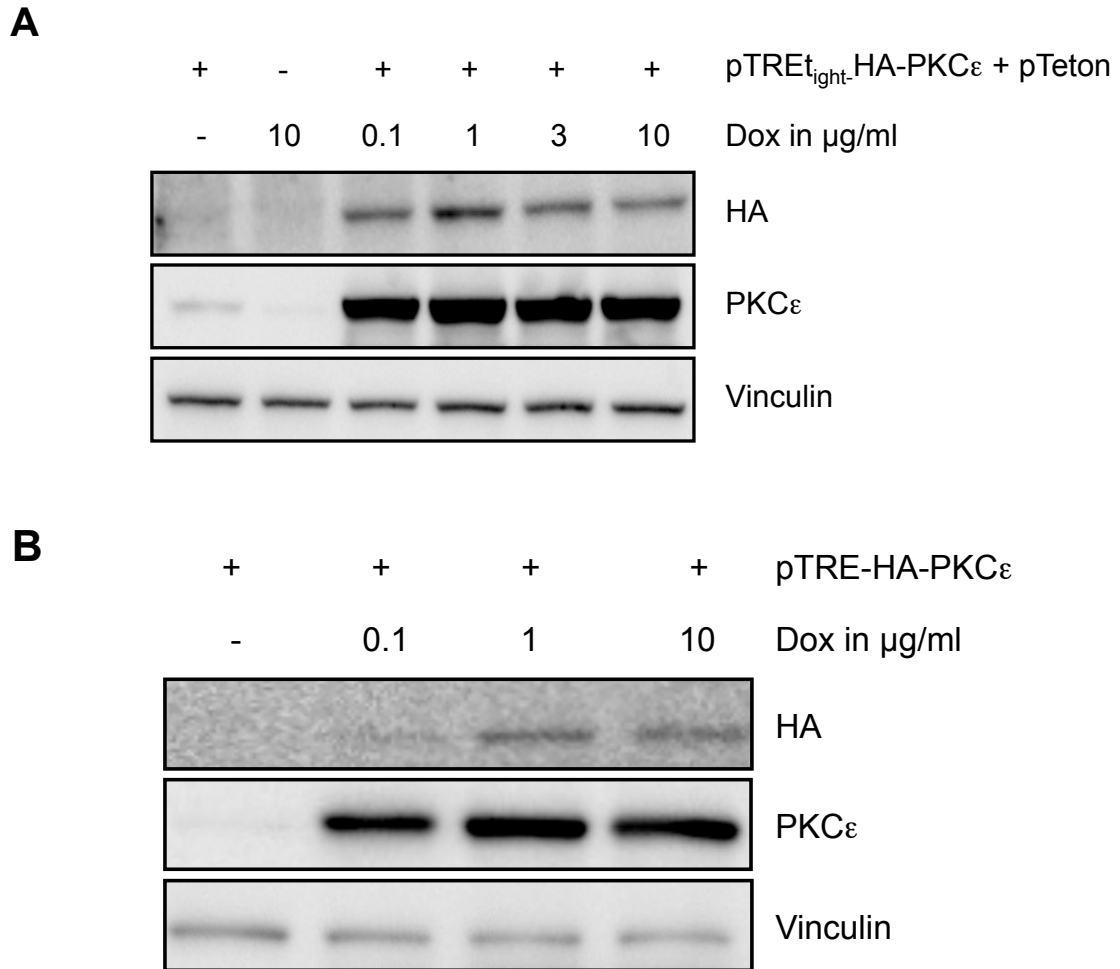 A
+ - + + + + pTREt_ight-HA-PKCε + pTeton
- 10 0.1 1 3 10 Dox in µg/ml
HA
PKCε
Vinculin
B
+ + + + pTRE-HA-PKCε
- 0.1 1 10 Dox in µg/ml
HA
PKCε
Vinculin